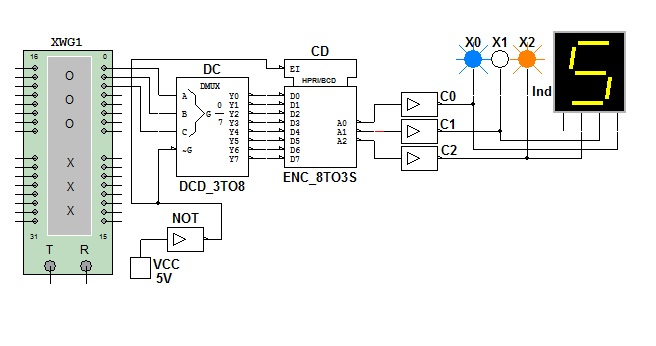 XWG1
16 0
O
O
O
X
X
X
31 15
T R
DC
DMUX
A
B
C
~G
G
0
7
Y0
Y1
Y2
Y3
Y4
Y5
Y6
Y7
DCD_3TO8
CD
EI
HPRI/BCD
D0
D1
D2
D3
D4
D5
D6
D7
A0
A1
A2
ENC_8TO3S
NOT
VCC
5V
C0
C1
C2
X0 X1 X2
Ind
5